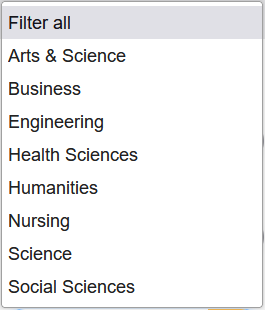 Filter all
Arts & Science
Business
Engineering
Health Sciences
Humanities
Nursing
Science
Social Sciences